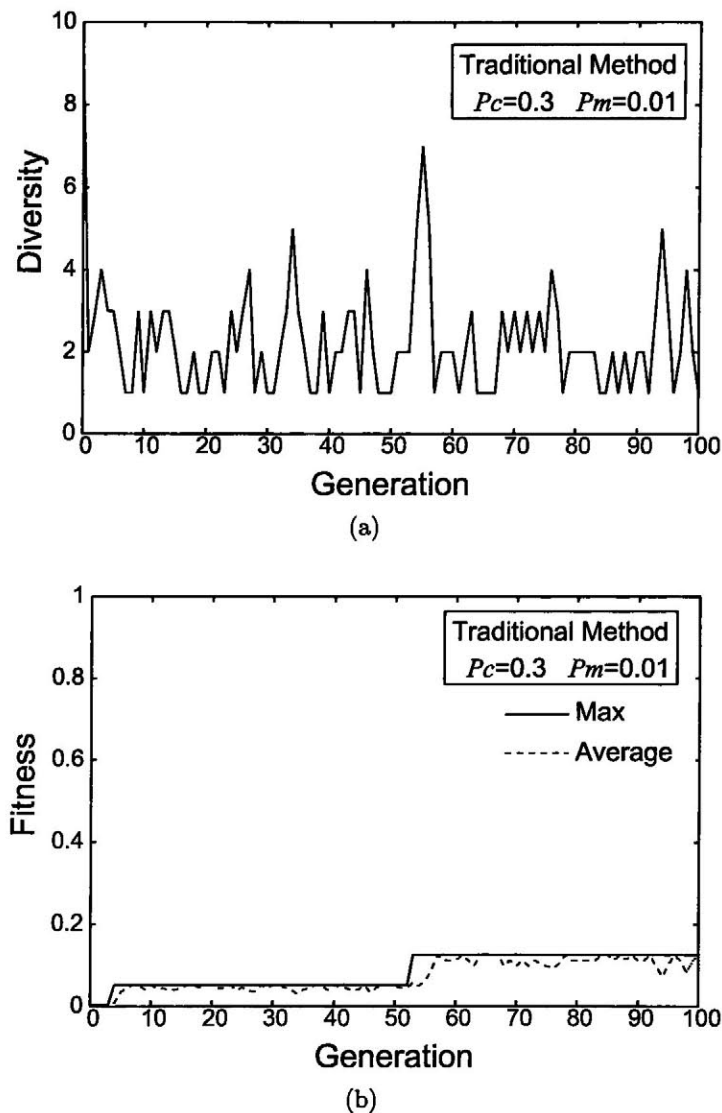 10
8
6
4
2
0
Diversity
Traditional Method
Pc=0.3 Pm=0.01
0 10 20 30 40 50 60 70 80 90 100
Generation
(a)
1
0.8
0.6
0.4
0.2
0
Fitness
Traditional Method
Pc=0.3 Pm=0.01
Max
Average
0 10 20 30 40 50 60 70 80 90 100
Generation
(b)